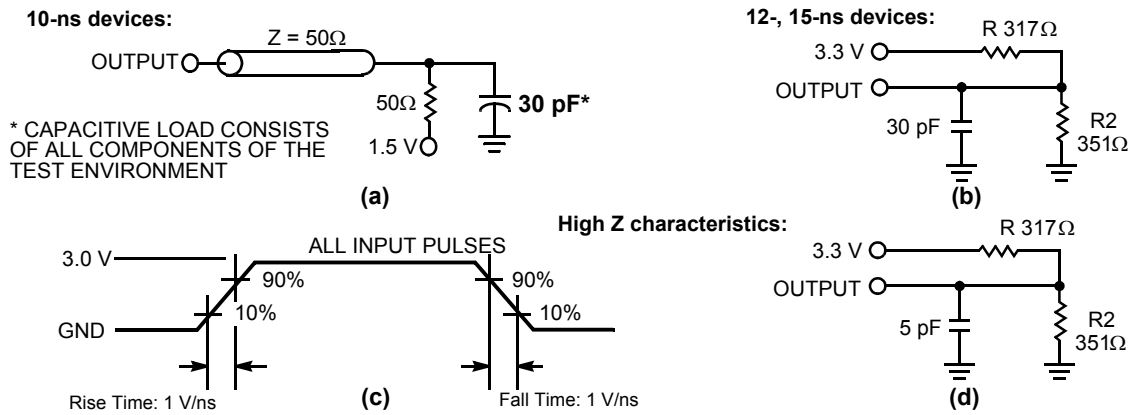 10-ns devices:
Z = 50Ω
OUTPUT
50Ω
30 pF*
1.5 V
* CAPACITIVE LOAD CONSISTS
OF ALL COMPONENTS OF THE
TEST ENVIRONMENT
(a)
12-, 15-ns devices:
R 317Ω
3.3 V
OUTPUT
30 pF
R2
351Ω
(b)
3.0 V
ALL INPUT PULSES
90%
10%
GND
90%
10%
Rise Time: 1 V/ns
(c)
Fall Time: 1 V/ns
High Z characteristics:
R 317Ω
3.3 V
OUTPUT
5 pF
R2
351Ω
(d)